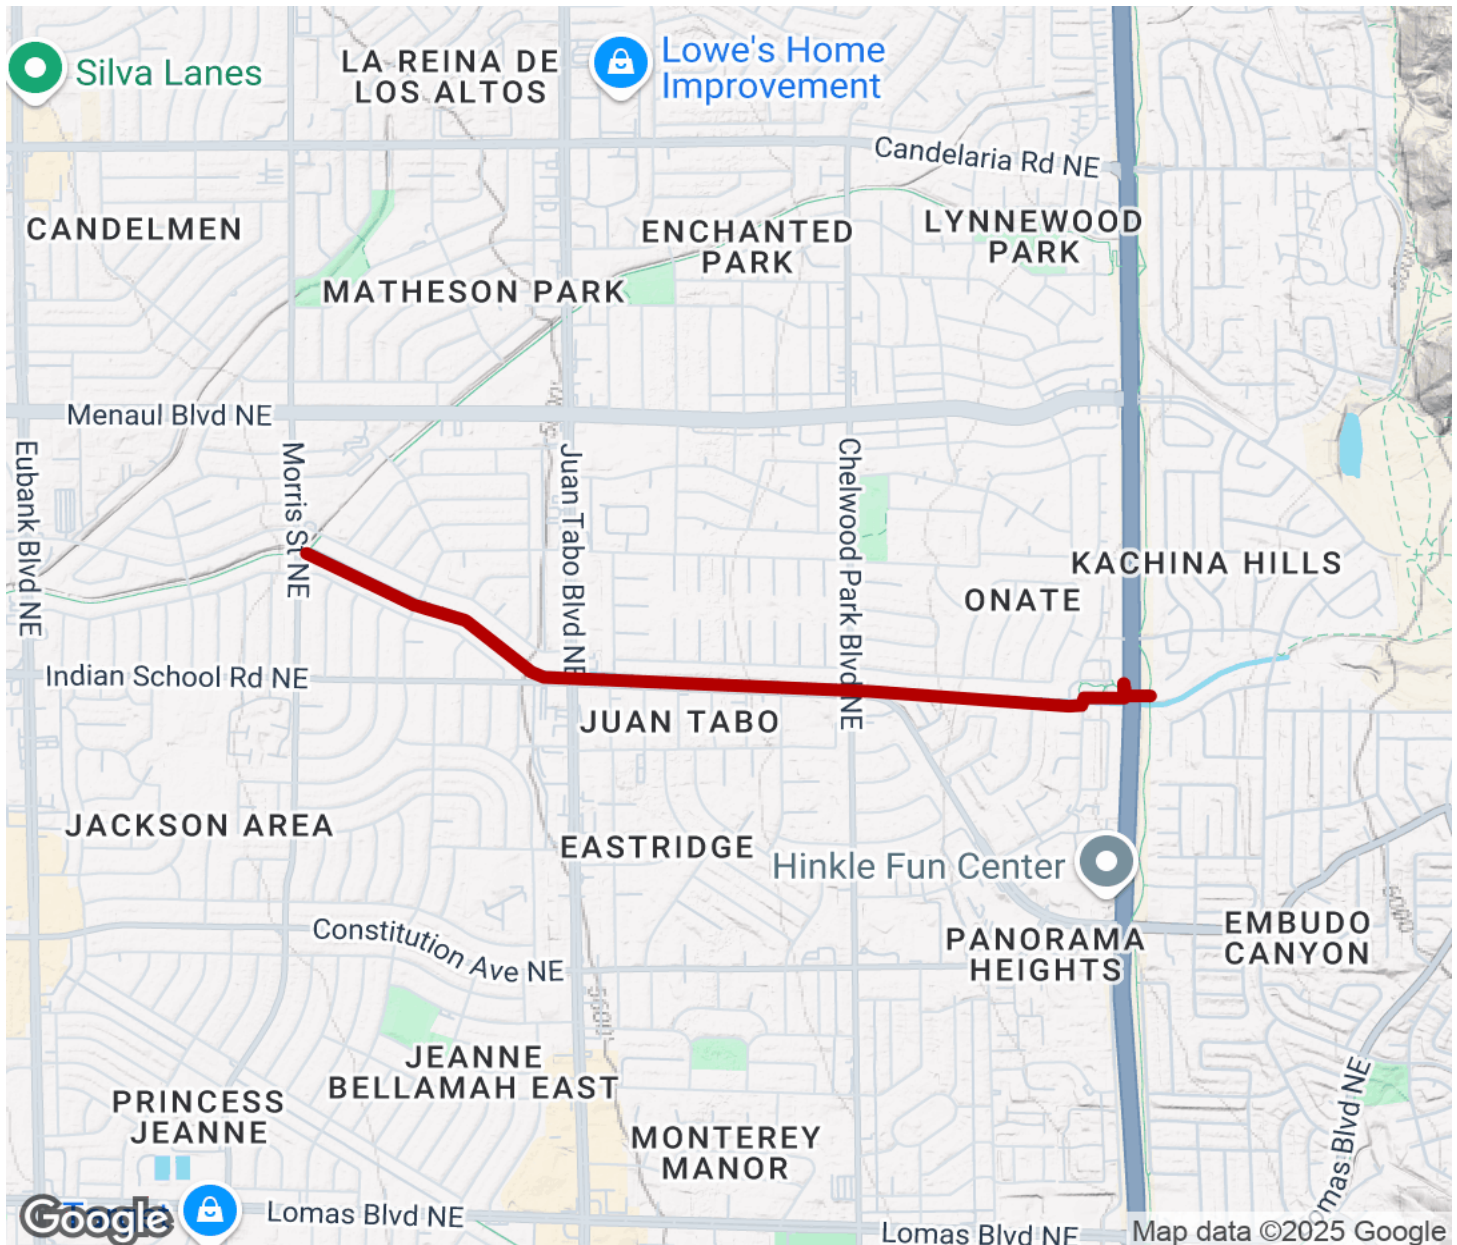 Silva Lanes
LA REINA DE
LOS ALTOS
Lowe's Home
Improvement
Candelaria Rd NE
CANDELMEN
ENCHANTED
PARK
LYNNEWOOD
PARK
MATHESON PARK
Menaul Blvd NE
Eubank Blvd NE
Morris St NE
Juan Tabo Blvd NE
Chelwood Park Blvd NE
KACHINA HILLS
ONATE
Indian School Rd NE
JUAN TABO
JACKSON AREA
EASTRIDGE
Hinkle Fun Center
Constitution Ave NE
PANORAMA
HEIGHTS
EMBUDO
CANYON
JEANNE
BELLAMAH EAST
PRINCESS
JEANNE
MONTEREY
MANOR
Lomas Blvd NE
Target
Google
Lomas Blvd NE
Lomas Blvd NE
Map data ©2025 Google